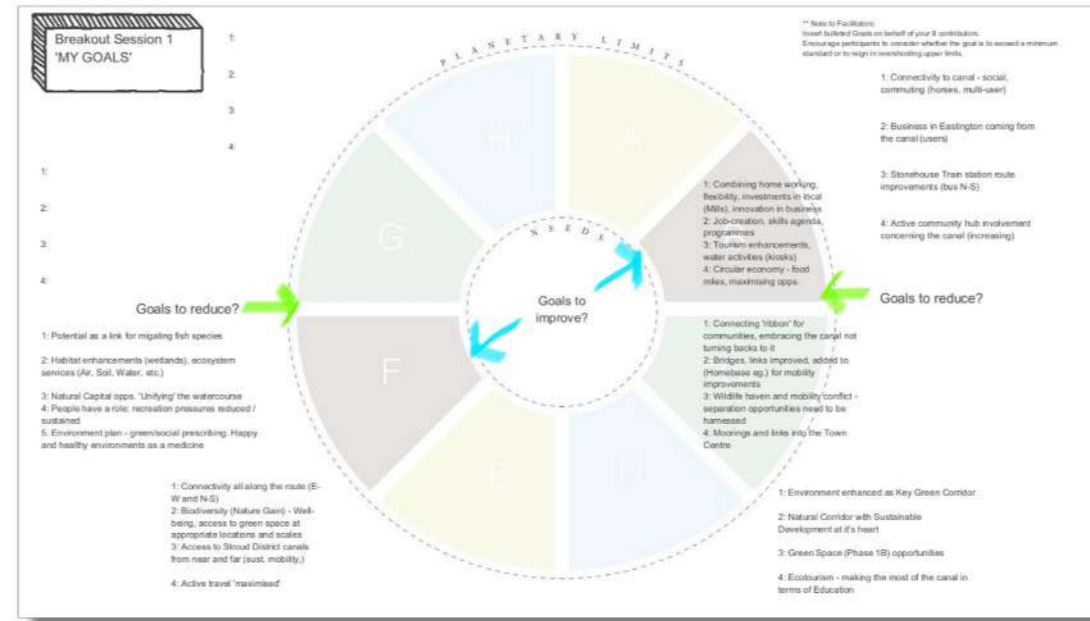 Breakout Session 1
'MY GOALS'
** Note to Facilitators:
Insert bulleted Goals on behalf of your 8 contributors.
Encourage participants to consider whether the goal is to exceed a minimum
standard or to reign in overshooting upper limits.
PLANETARY LIMITS
1:
2:
3:
4:
1:
2:
3:
4:
H
A
G
F
E
D
NEEDS
Goals to
improve?
1: Connectivity to canal - social,
commuting (horses, multi-user)
2: Business in Eastington coming from
the canal (users)
3: Stonehouse Train station route
improvements (bus N-S)
4: Active community hub involvement
concerning the canal (increasing)
1: Combining home working,
flexibility, investments in local
(Mills), innovation in business
2: Job-creation, skills agenda,
programmes
3: Tourism enhancements,
water activities (kiosks)
4: Circular economy - food
miles, maximising opps.
Goals to reduce?
Goals to reduce?
1: Potential as a link for migating fish species
2: Habitat enhancements (wetlands), ecosystem
services (Air, Soil, Water, etc.)
3: Natural Capital opps. 'Unifying' the watercourse
4: People have a role: recreation pressures reduced /
sustained
5. Environment plan - green/social prescribing. Happy
and healthy environments as a medicine
1: Connecting 'ribbon' for
communities, embracing the canal not
turning backs to it
2: Bridges, links improved, added to
(Homebase eg.) for mobility
improvements
3: Wildlife haven and mobility conflict -
separation opportunities need to be
harnessed
4: Moorings and links into the Town
Centre
1: Connectivity all along the route (E-
W and N-S)
2: Biodiversity (Nature Gain) - Well-
being, access to green space at
appropriate locations and scales
3: Access to Stroud District canals
from near and far (sust. mobility.)
4: Active travel 'maximised'
1: Environment enhanced as Key Green Corridor
2: Natural Corridor with Sustainable
Development at it's heart
3: Green Space (Phase 1B) opportunities
4: Ecotourism - making the most of the canal in
terms of Education